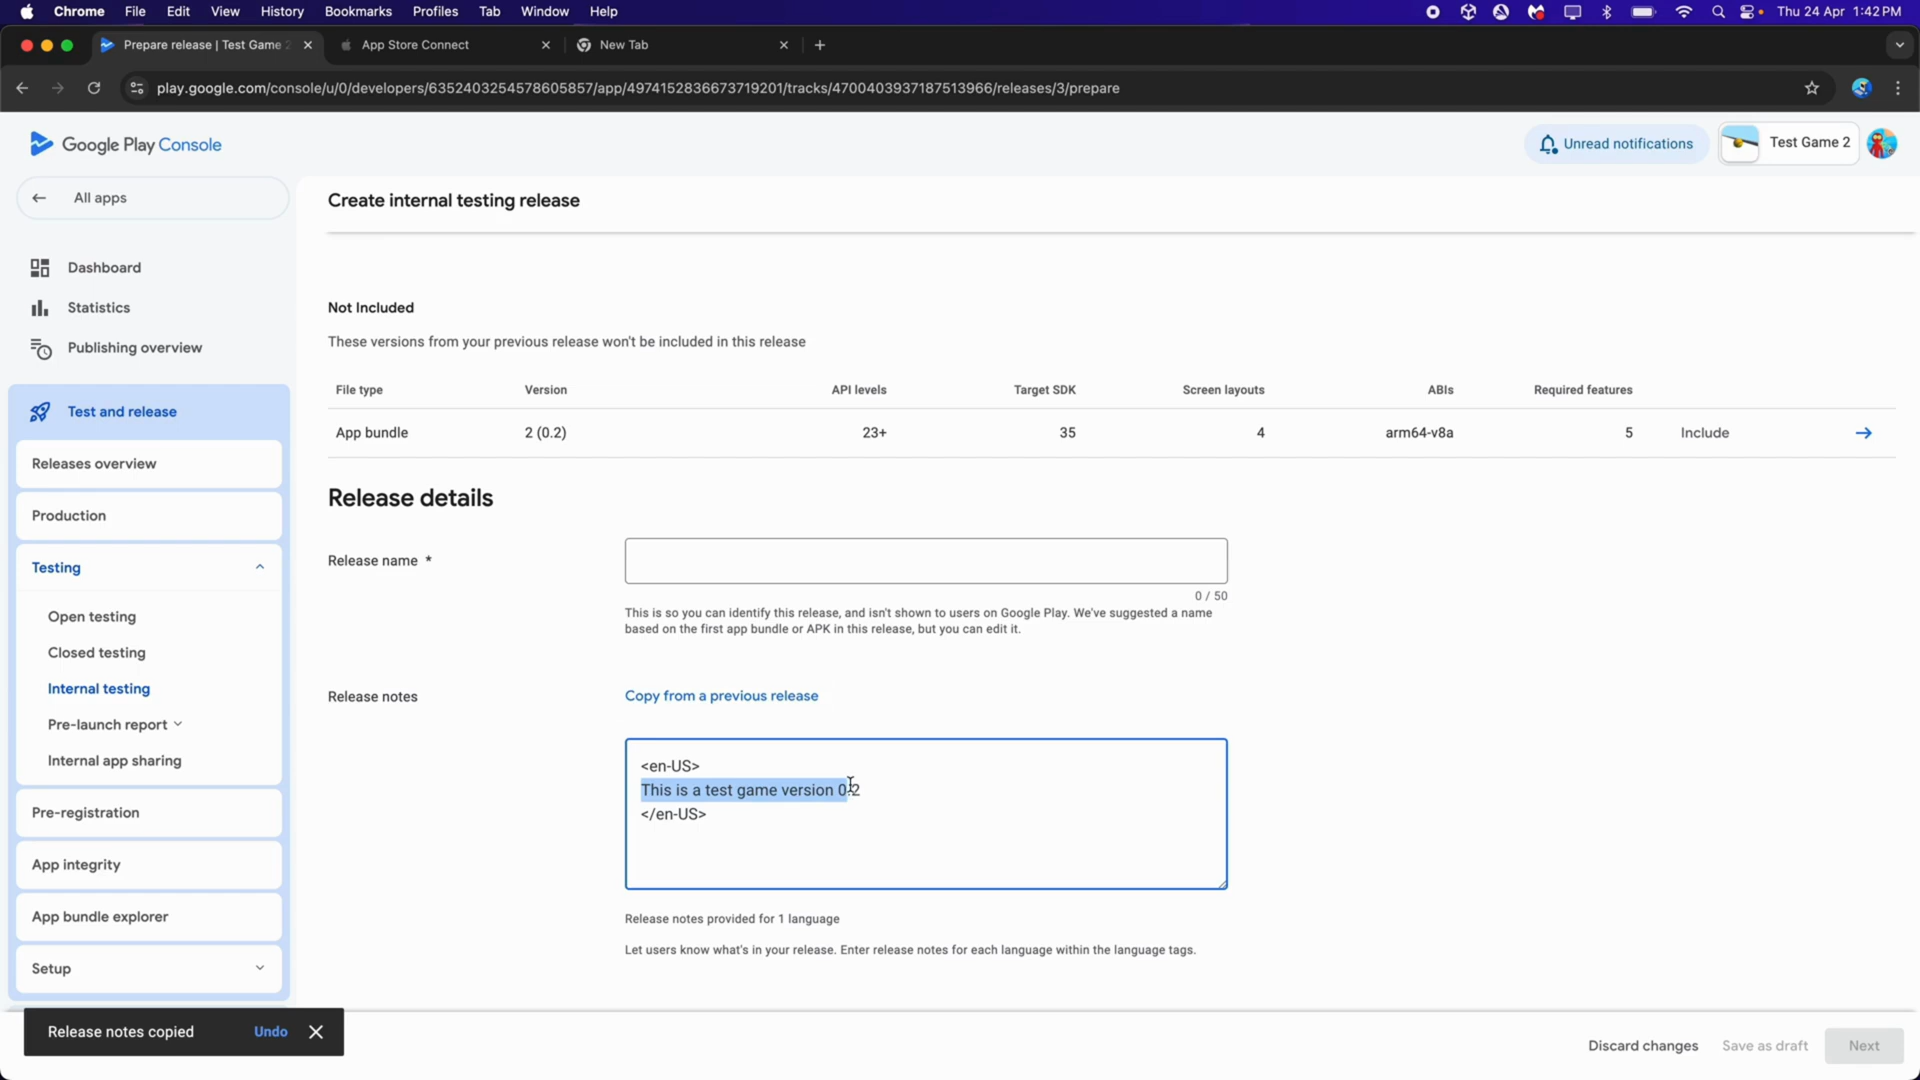 Chrome File Edit View History Bookmarks Profiles Tab Window Help Thu 24 Apr 1:42 PM
Prepare release | Test Game 2 App Store Connect New Tab
play.google.com/console/u/0/developers/6352403254578605857/app/4974152836673719201/tracks/4700403937187513966/releases/3/prepare
Google Play Console Unread notifications Test Game 2
All apps
Create internal testing release
Dashboard
Statistics
Publishing overview
Test and release
Releases overview
Production
Testing
Open testing
Closed testing
Internal testing
Pre-launch report
Internal app sharing
Pre-registration
App integrity
App bundle explorer
Setup
Not Included
These versions from your previous release won't be included in this release
File type Version API levels Target SDK Screen layouts ABIs Required features
App bundle 2 (0.2) 23+ 35 4 arm64-v8a 5 Include
Release details
Release name *
0 / 50
This is so you can identify this release, and isn't shown to users on Google Play. We've suggested a name
based on the first app bundle or APK in this release, but you can edit it.
Release notes Copy from a previous release
<en-US>
This is a test game version 0.2
</en-US>
Release notes provided for 1 language
Let users know what's in your release. Enter release notes for each language within the language tags.
Release notes copied Undo
Discard changes Save as draft Next